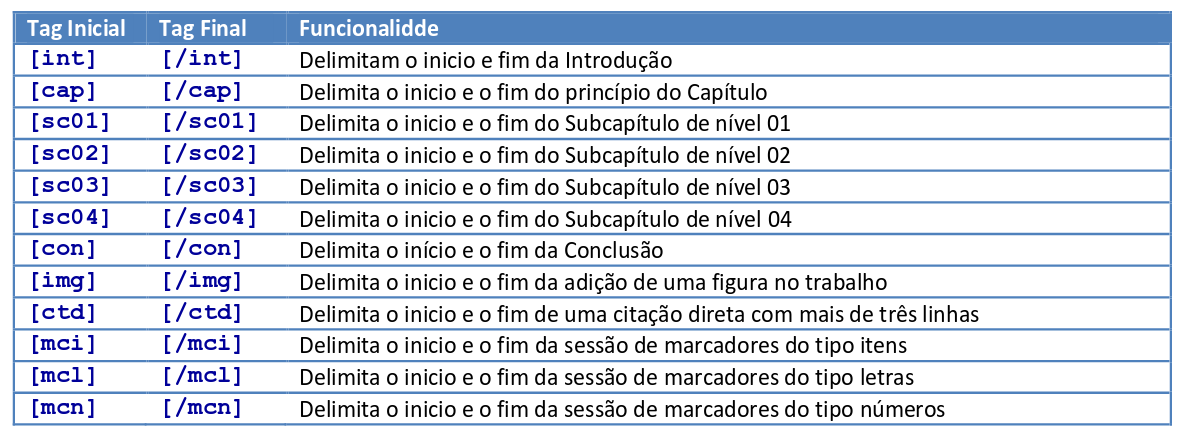 Tag Inicial Tag Final Funcionalidde
[int] [/int] Delimitam o inicio e fim da Introdução
[cap] [/cap] Delimita o inicio e o fim do princípio do Capítulo
[sc01] [/sc01] Delimita o inicio e o fim do Subcapítulo de nível 01
[sc02] [/sc02] Delimita o inicio e o fim do Subcapítulo de nível 02
[sc03] [/sc03] Delimita o inicio e o fim do Subcapítulo de nível 03
[sc04] [/sc04] Delimita o inicio e o fim do Subcapítulo de nível 04
[con] [/con] Delimita o início e o fim da Conclusão
[img] [/img] Delimita o inicio e o fim da adição de uma figura no trabalho
[ctd] [/ctd] Delimita o inicio e o fim de uma citação direta com mais de três linhas
[mci] [/mci] Delimita o inicio e o fim da sessão de marcadores do tipo itens
[mcl] [/mcl] Delimita o inicio e o fim da sessão de marcadores do tipo letras
[mcn] [/mcn] Delimita o inicio e o fim da sessão de marcadores do tipo números